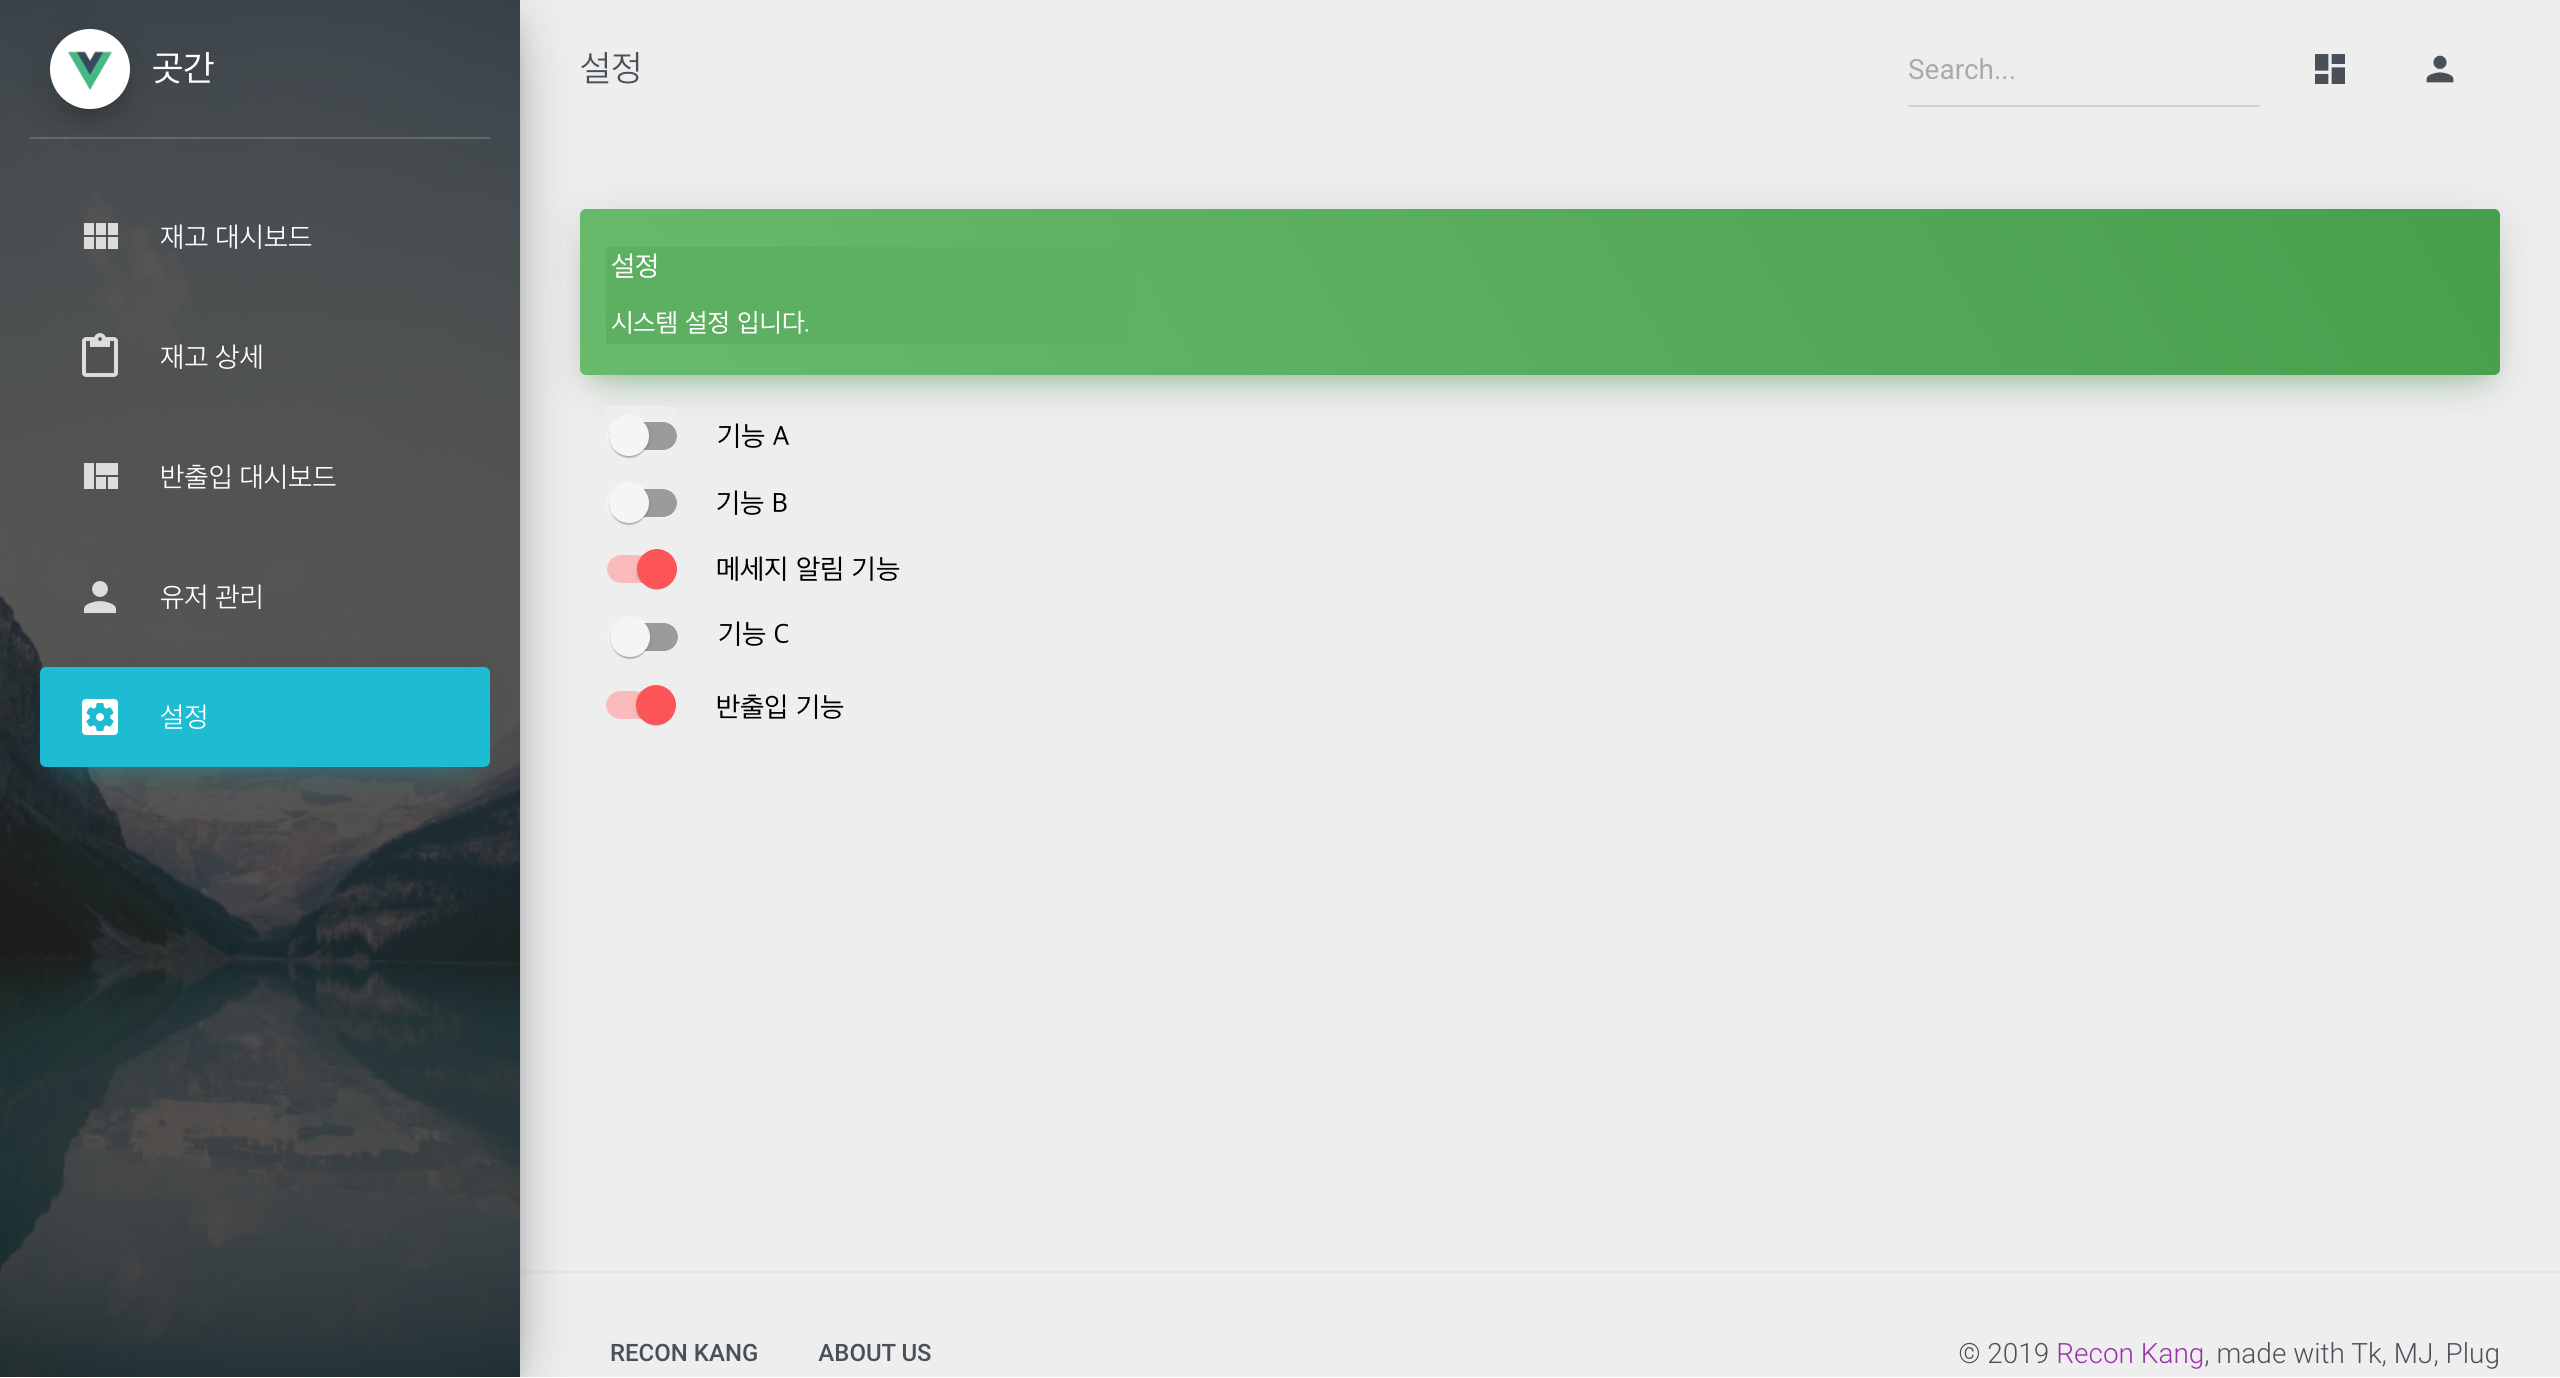 곳간
재고 대시보드
재고 상세
반출입 대시보드
유저 관리
설정
설정
Search...
설정
시스템 설정 입니다.
기능 A
기능 B
메세지 알림 기능
기능 C
반출입 기능
RECON KANG ABOUT US
© 2019 Recon Kang, made with Tk, MJ, Plug